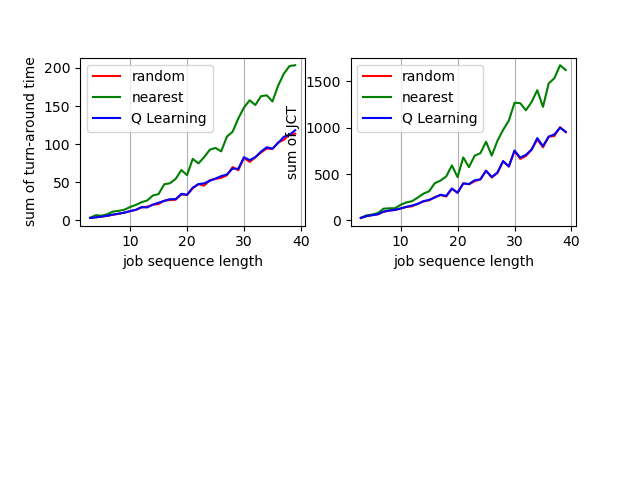 sum of turn-around time
200
150
100
50
0
random
nearest
Q Learning
10 20 30 40
job sequence length
sum of JCT
1500
1000
500
0
random
nearest
Q Learning
10 20 30 40
job sequence length